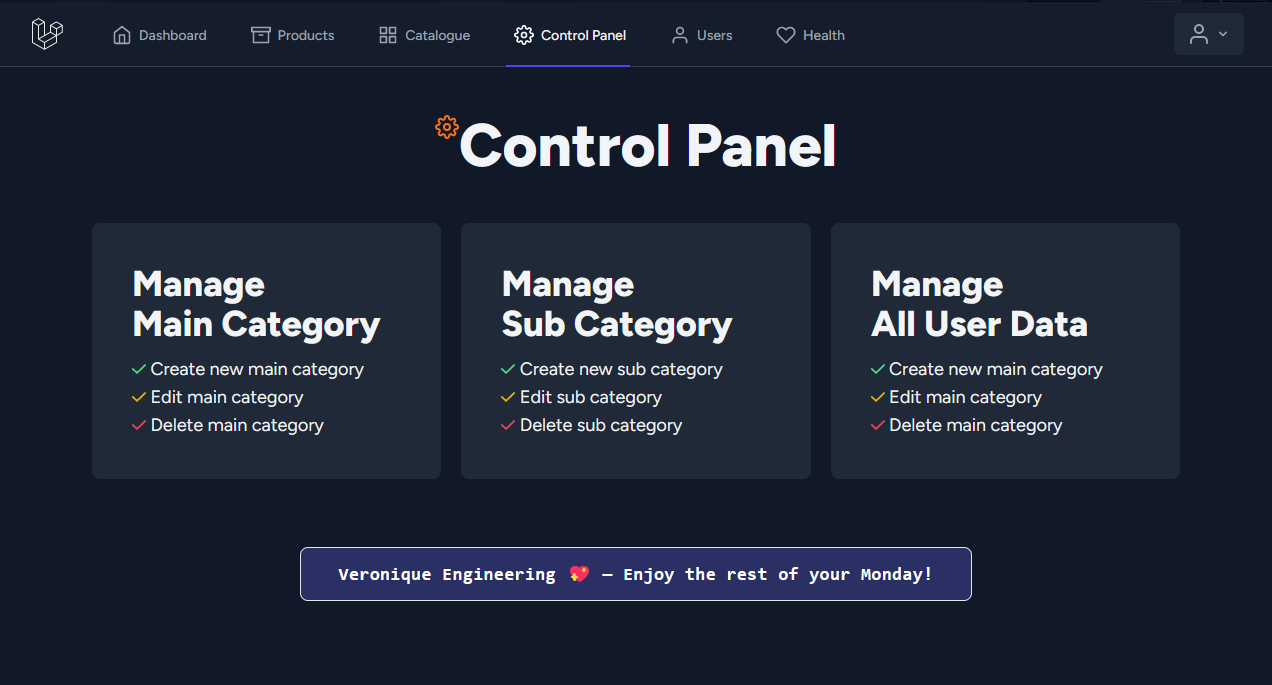 Dashboard Products Catalogue Control Panel Users Health
Control Panel
Manage
Main Category
Create new main category
Edit main category
Delete main category
Manage
Sub Category
Create new sub category
Edit sub category
Delete sub category
Manage
All User Data
Create new main category
Edit main category
Delete main category
Veronique Engineering 💖 — Enjoy the rest of your Monday!